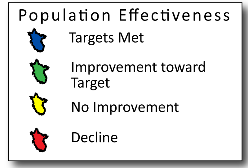 Population Effectiveness
Targets Met
Improvement toward
Target
No Improvement
Decline